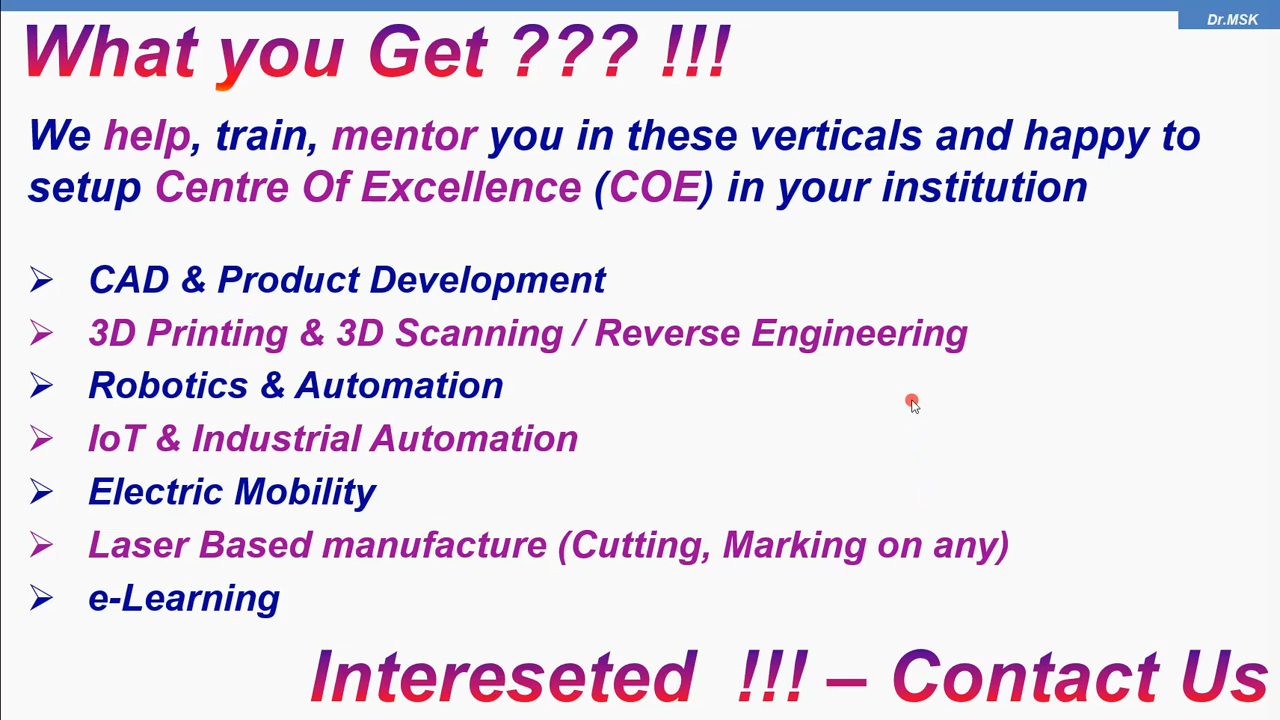 Dr.MSK
What you Get ??? !!!
We help, train, mentor you in these verticals and happy to
setup Centre Of Excellence (COE) in your institution
CAD & Product Development
3D Printing & 3D Scanning / Reverse Engineering
Robotics & Automation
IoT & Industrial Automation
Electric Mobility
Laser Based manufacture (Cutting, Marking on any)
e-Learning
Intereseted !!! – Contact Us